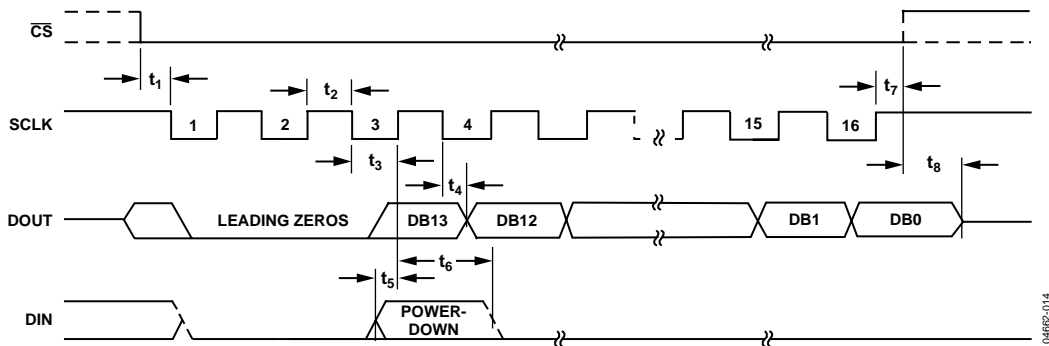 CS
t1
t2
t7
SCLK
1 2 3 4 15 16
t3
t4
t8
DOUT
LEADING ZEROS DB13 DB12 DB1 DB0
t5
t6
DIN
POWER-
DOWN
04662-014